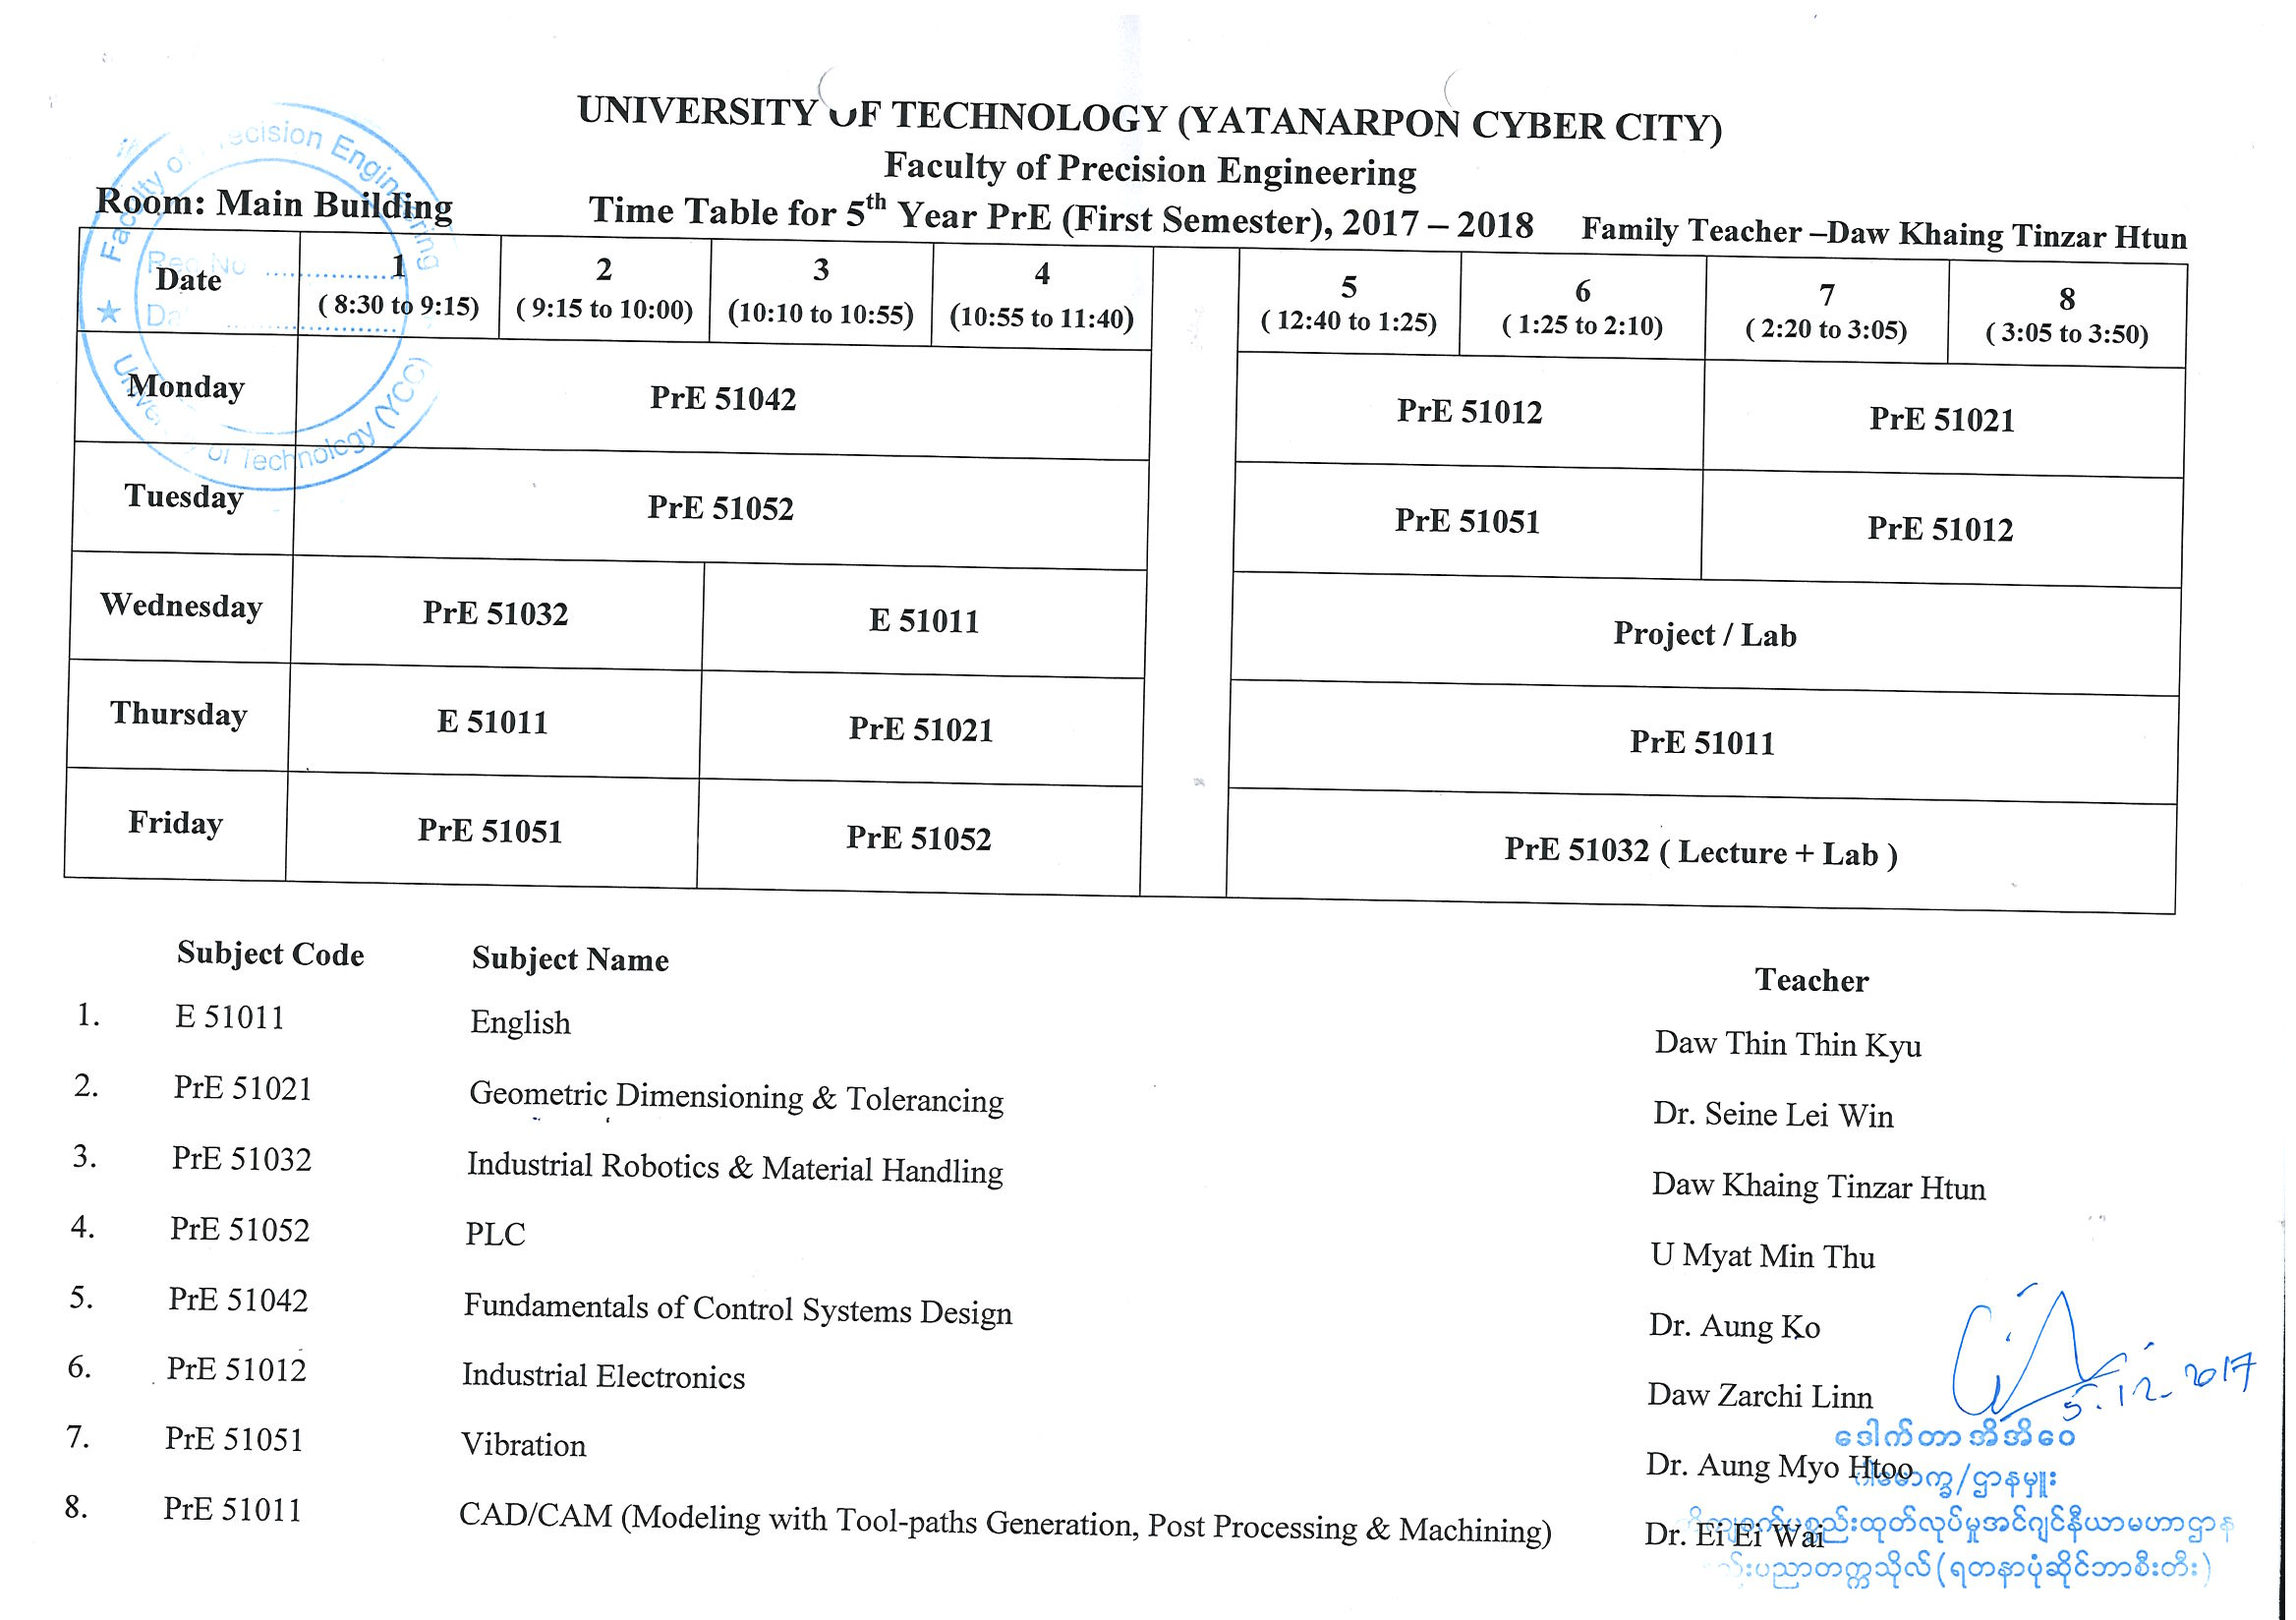 UNIVERSITY OF TECHNOLOGY (YATANARPON CYBER CITY)
Faculty of Precision Engineering
Room: Main Building Time Table for 5th Year PrE (First Semester), 2017 – 2018 Family Teacher –Daw Khaing Tinzar Htun
Date 1 2 3 4 5 6 7 8
( 8:30 to 9:15) ( 9:15 to 10:00) (10:10 to 10:55) (10:55 to 11:40) ( 12:40 to 1:25) ( 1:25 to 2:10) ( 2:20 to 3:05) ( 3:05 to 3:50)
Monday PrE 51042 PrE 51012 PrE 51021
Tuesday PrE 51052 PrE 51051 PrE 51012
Wednesday PrE 51032 E 51011 Project / Lab
Thursday E 51011 PrE 51021 PrE 51011
Friday PrE 51051 PrE 51052 PrE 51032 ( Lecture + Lab )
Subject Code Subject Name Teacher
1. E 51011 English Daw Thin Thin Kyu
2. PrE 51021 Geometric Dimensioning & Tolerancing Dr. Seine Lei Win
3. PrE 51032 Industrial Robotics & Material Handling Daw Khaing Tinzar Htun
4. PrE 51052 PLC U Myat Min Thu
5. PrE 51042 Fundamentals of Control Systems Design Dr. Aung Ko
6. PrE 51012 Industrial Electronics Daw Zarchi Linn
7. PrE 51051 Vibration Dr. Aung Myo Htoo
8. PrE 51011 CAD/CAM (Modeling with Tool-paths Generation, Post Processing & Machining) Dr. Ei Ei Wai
Faculty of Precision Engineering
Reg No
University of Technology (YCC)
5.12.2017
ဒေါက်တာအိအိဝေ
ပါမောက္ခ/ဌာနမှူး
ပစ္စည်းထုတ်လုပ်မှုအင်ဂျင်နီယာမဟာဌာန
နည်းပညာတက္ကသိုလ်(ရတနာပုံဆိုင်ဘာစီးတီး)